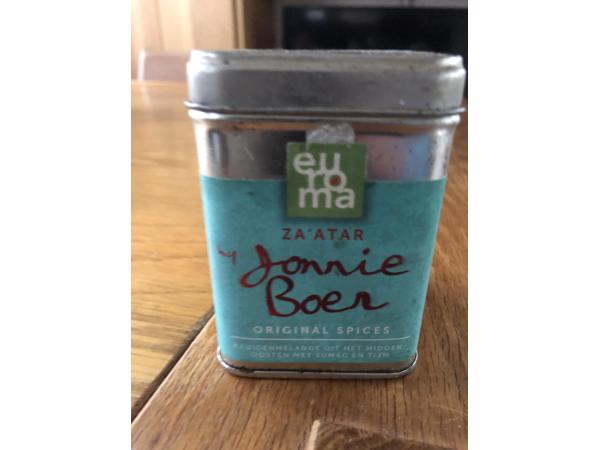 eu
ro
ma
ZA'ATAR
by Jonnie
Boer
ORIGINAL SPICES
KRUIDENMELANGE UIT HET MIDDEN-
OOSTEN MET SUMAC EN TIJM